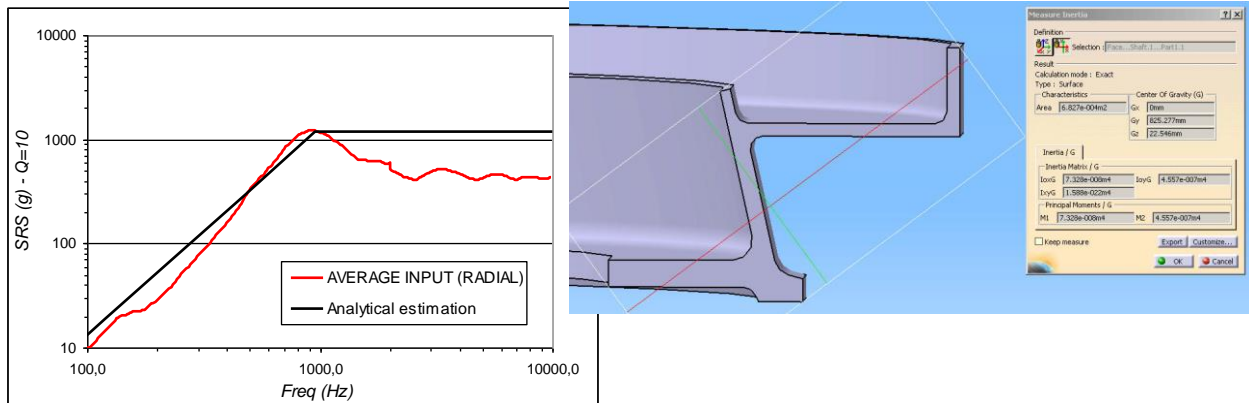 10000
1000
100
10
SRS (g) - Q=10
AVERAGE INPUT (RADIAL)
Analytical estimation
100,0
1000,0
10000,0
Freq (Hz)
Measure Inertia
Definition
Selection :
Result
Calculation mode : Exact
Type : Surface
Characteristics
Area 6.827e-004m2
Center Of Gravity (G)
Gx 0mm
Gy 825.277mm
Gz 22.546mm
Inertia / G
Inertia Matrix / G
IoxG 7.328e-008m4 IoyG 4.557e-007m4
IxyG 1.588e-022m4
Principal Moments / G
M1 7.328e-008m4 M2 4.557e-007m4
Keep measure Export Customize...
OK Cancel